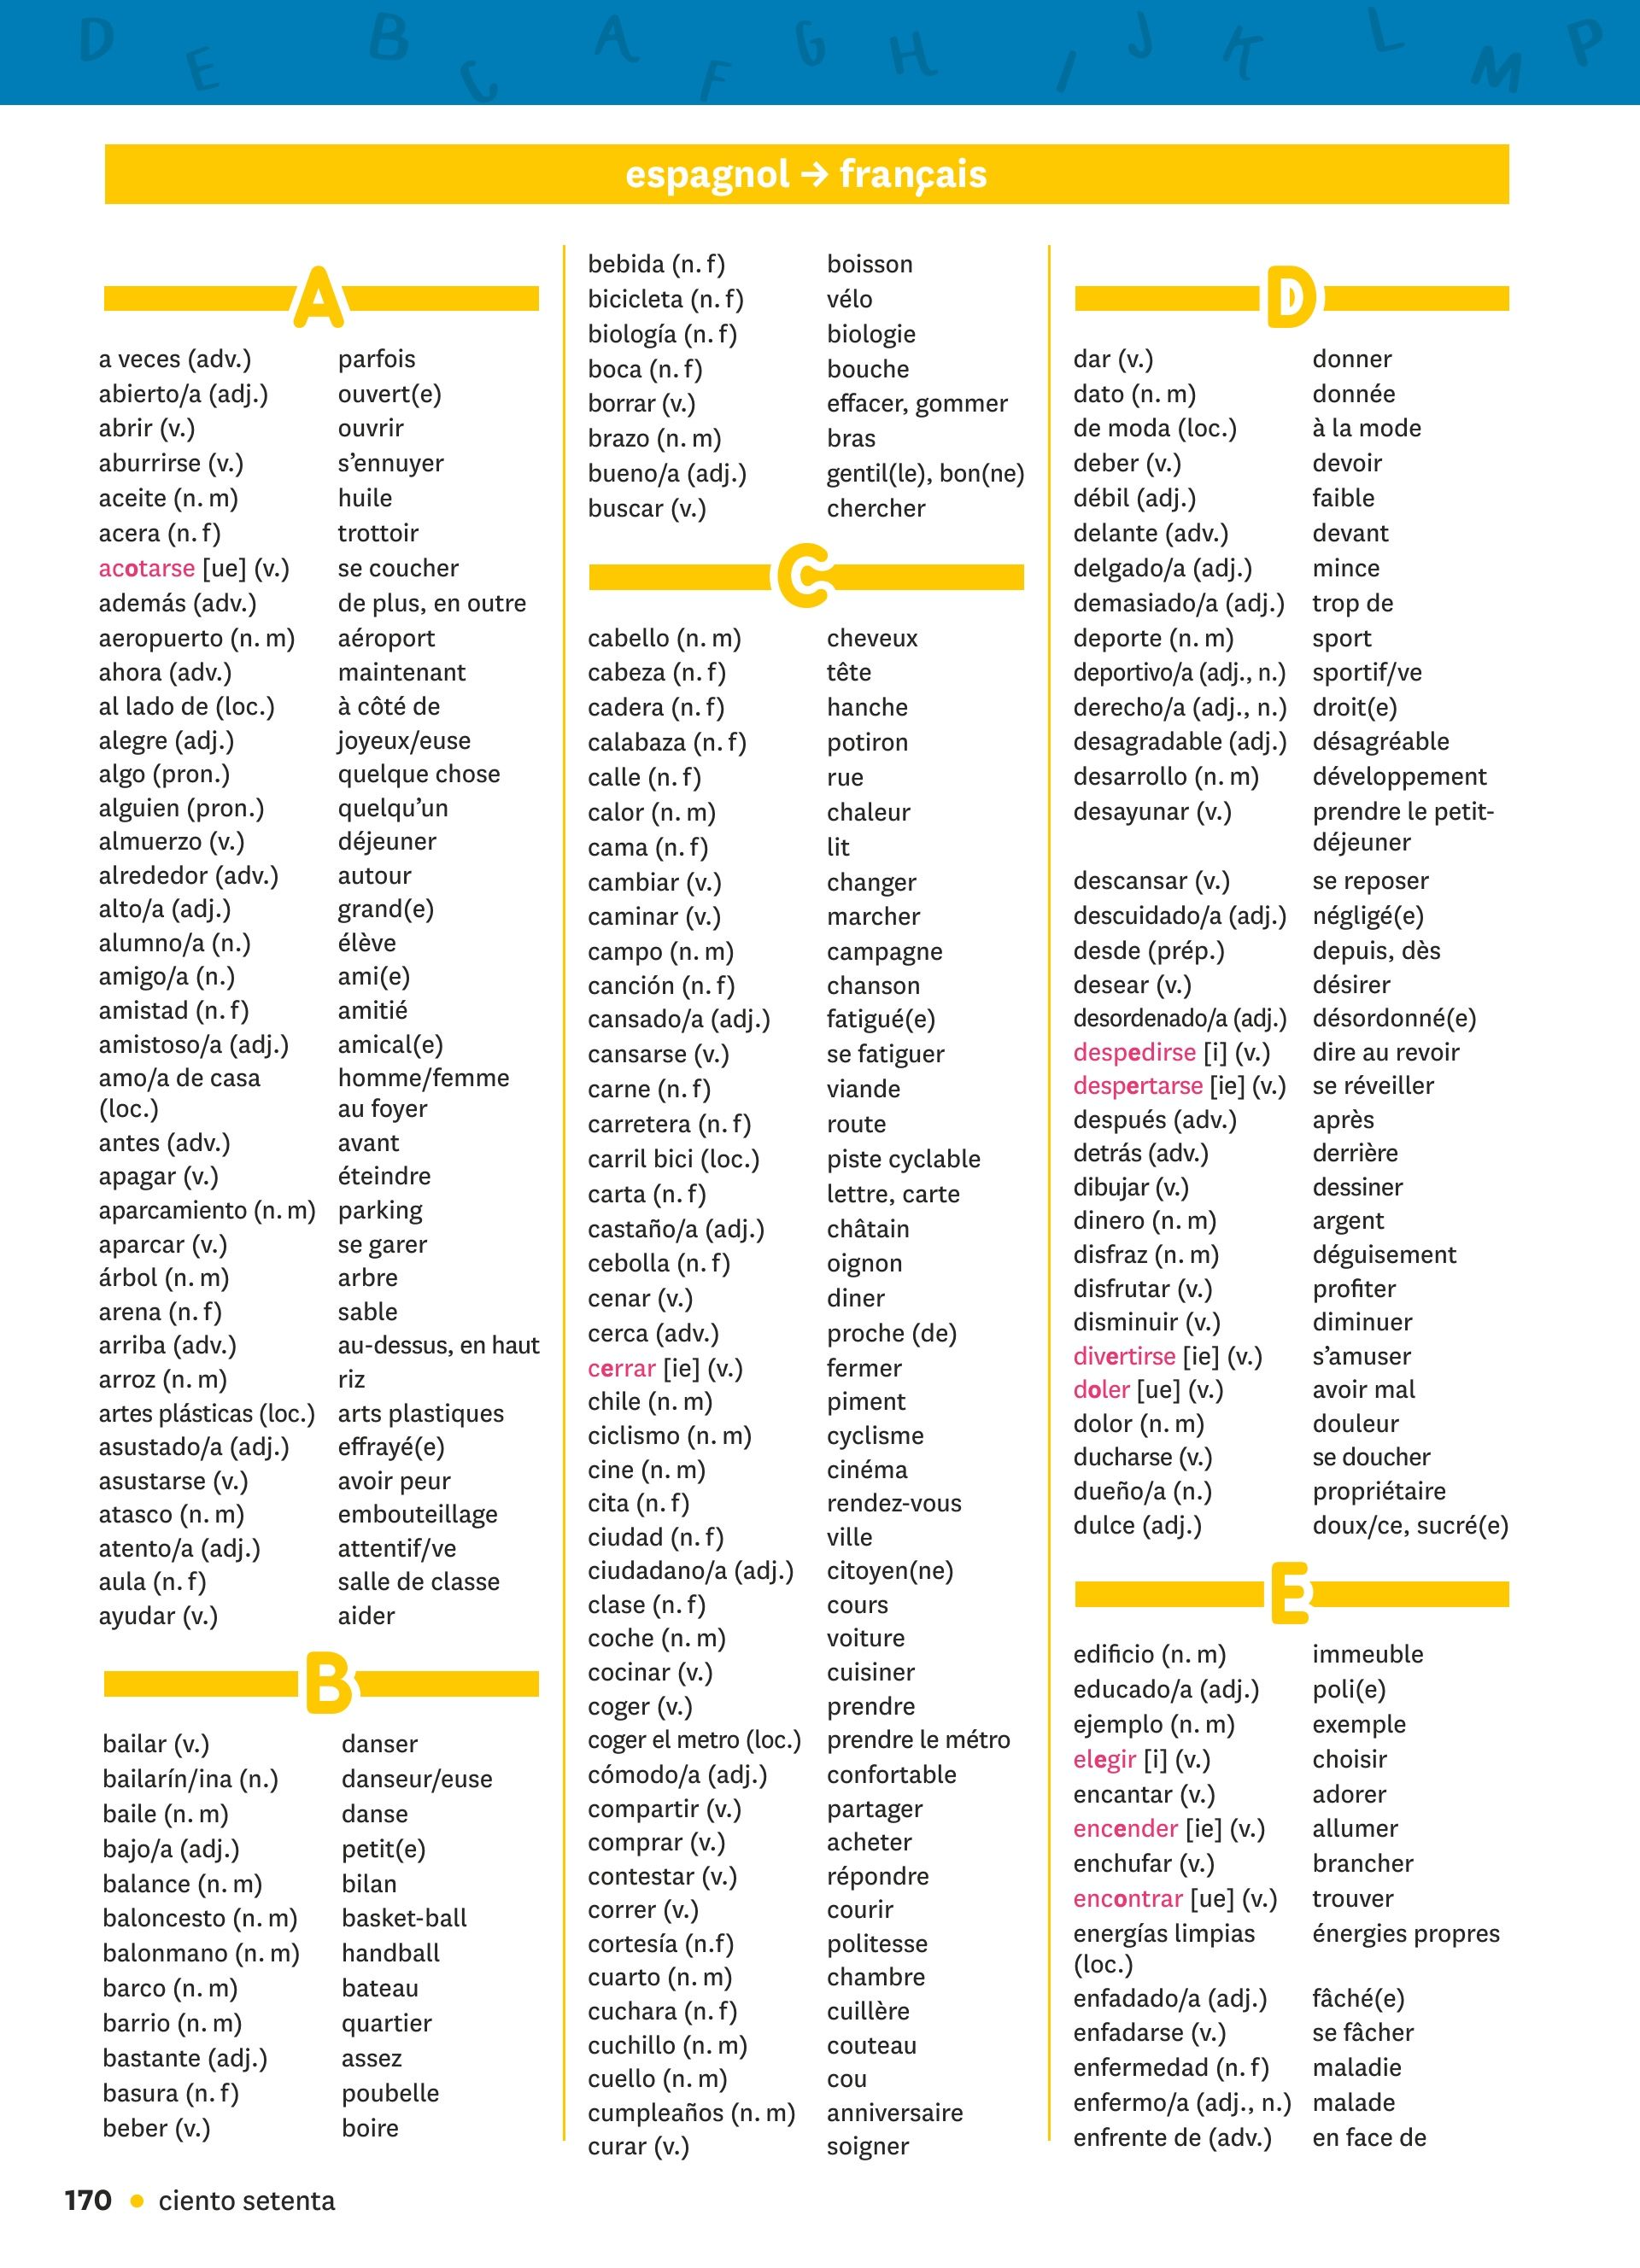 D E B C A F G H I J K L M P
espagnol → français
A
a veces (adv.) parfois
abierto/a (adj.) ouvert(e)
abrir (v.) ouvrir
aburrirse (v.) s’ennuyer
aceite (n. m) huile
acera (n. f) trottoir
acotarse [ue] (v.) se coucher
además (adv.) de plus, en outre
aeropuerto (n. m) aéroport
ahora (adv.) maintenant
al lado de (loc.) à côté de
alegre (adj.) joyeux/euse
algo (pron.) quelque chose
alguien (pron.) quelqu’un
almuerzo (v.) déjeuner
alrededor (adv.) autour
alto/a (adj.) grand(e)
alumno/a (n.) élève
amigo/a (n.) ami(e)
amistad (n. f) amitié
amistoso/a (adj.) amical(e)
amo/a de casa homme/femme
(loc.) au foyer
antes (adv.) avant
apagar (v.) éteindre
aparcamiento (n. m) parking
aparcar (v.) se garer
árbol (n. m) arbre
arena (n. f) sable
arriba (adv.) au-dessus, en haut
arroz (n. m) riz
artes plásticas (loc.) arts plastiques
asustado/a (adj.) effrayé(e)
asustarse (v.) avoir peur
atasco (n. m) embouteillage
atento/a (adj.) attentif/ve
aula (n. f) salle de classe
ayudar (v.) aider
B
bailar (v.) danser
bailarín/ina (n.) danseur/euse
baile (n. m) danse
bajo/a (adj.) petit(e)
balance (n. m) bilan
baloncesto (n. m) basket-ball
balonmano (n. m) handball
barco (n. m) bateau
barrio (n. m) quartier
bastante (adj.) assez
basura (n. f) poubelle
beber (v.) boire
bebida (n. f) boisson
bicicleta (n. f) vélo
biología (n. f) biologie
boca (n. f) bouche
borrar (v.) effacer, gommer
brazo (n. m) bras
bueno/a (adj.) gentil(le), bon(ne)
buscar (v.) chercher
C
cabello (n. m) cheveux
cabeza (n. f) tête
cadera (n. f) hanche
calabaza (n. f) potiron
calle (n. f) rue
calor (n. m) chaleur
cama (n. f) lit
cambiar (v.) changer
caminar (v.) marcher
campo (n. m) campagne
canción (n. f) chanson
cansado/a (adj.) fatigué(e)
cansarse (v.) se fatiguer
carne (n. f) viande
carretera (n. f) route
carril bici (loc.) piste cyclable
carta (n. f) lettre, carte
castaño/a (adj.) châtain
cebolla (n. f) oignon
cenar (v.) diner
cerca (adv.) proche (de)
cerrar [ie] (v.) fermer
chile (n. m) piment
ciclismo (n. m) cyclisme
cine (n. m) cinéma
cita (n. f) rendez-vous
ciudad (n. f) ville
ciudadano/a (adj.) citoyen(ne)
clase (n. f) cours
coche (n. m) voiture
cocinar (v.) cuisiner
coger (v.) prendre
coger el metro (loc.) prendre le métro
cómodo/a (adj.) confortable
compartir (v.) partager
comprar (v.) acheter
contestar (v.) répondre
correr (v.) courir
cortesía (n.f) politesse
cuarto (n. m) chambre
cuchara (n. f) cuillère
cuchillo (n. m) couteau
cuello (n. m) cou
cumpleaños (n. m) anniversaire
curar (v.) soigner
D
dar (v.) donner
dato (n. m) donnée
de moda (loc.) à la mode
deber (v.) devoir
débil (adj.) faible
delante (adv.) devant
delgado/a (adj.) mince
demasiado/a (adj.) trop de
deporte (n. m) sport
deportivo/a (adj., n.) sportif/ve
derecho/a (adj., n.) droit(e)
desagradable (adj.) désagréable
desarrollo (n. m) développement
desayunar (v.) prendre le petit-
déjeuner
descansar (v.) se reposer
descuidado/a (adj.) négligé(e)
desde (prép.) depuis, dès
desear (v.) désirer
desordenado/a (adj.) désordonné(e)
despedirse [i] (v.) dire au revoir
despertarse [ie] (v.) se réveiller
después (adv.) après
detrás (adv.) derrière
dibujar (v.) dessiner
dinero (n. m) argent
disfraz (n. m) déguisement
disfrutar (v.) profiter
disminuir (v.) diminuer
divertirse [ie] (v.) s’amuser
doler [ue] (v.) avoir mal
dolor (n. m) douleur
ducharse (v.) se doucher
dueño/a (n.) propriétaire
dulce (adj.) doux/ce, sucré(e)
E
edificio (n. m) immeuble
educado/a (adj.) poli(e)
ejemplo (n. m) exemple
elegir [i] (v.) choisir
encantar (v.) adorer
encender [ie] (v.) allumer
enchufar (v.) brancher
encontrar [ue] (v.) trouver
energías limpias énergies propres
(loc.)
enfadado/a (adj.) fâché(e)
enfadarse (v.) se fâcher
enfermedad (n. f) maladie
enfermo/a (adj., n.) malade
enfrente de (adv.) en face de
170 • ciento setenta